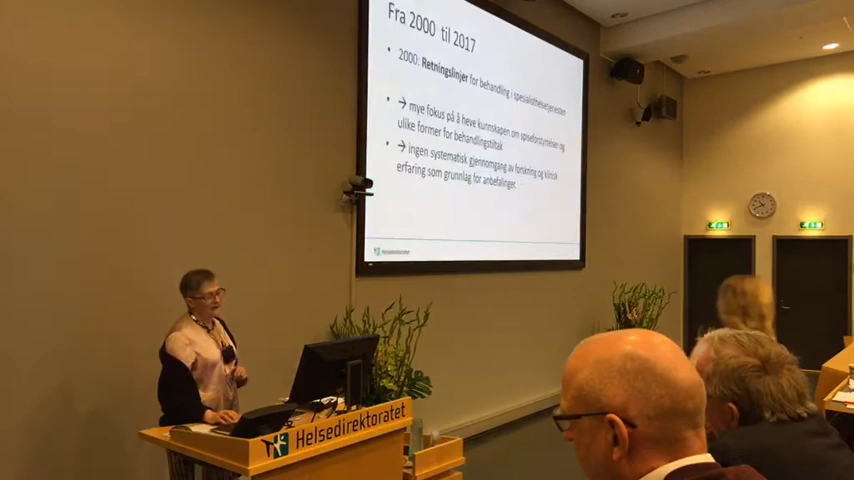 Fra 2000 til 2017
• 2000: Retningslinjer for behandling i spesialisthelsetjenesten
• → mye fokus på å heve kunnskapen om spiseforstyrrelser og
ulike former for behandlingstiltak
• → ingen systematisk gjennomgang av forskning og klinisk
erfaring som grunnlag for anbefalinger.
Helsedirektoratet
Helsedirektoratet